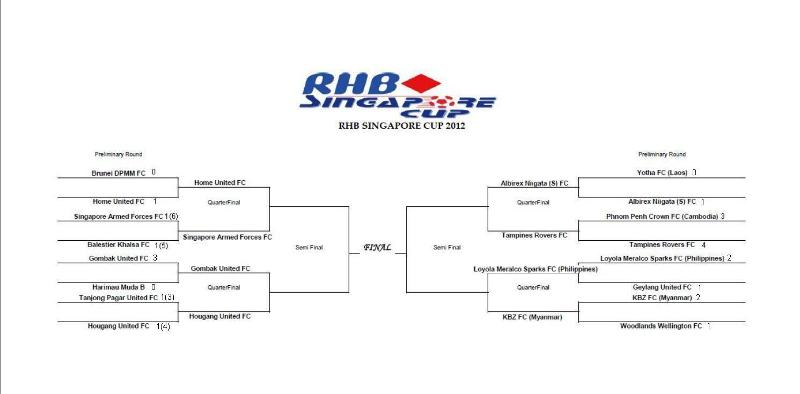 RHB
SINGAPORE
CUP
RHB SINGAPORE CUP 2012
Preliminary Round
Brunei DPMM FC 0
Home United FC 1
Singapore Armed Forces FC 1(6)
Balestier Khalsa FC 1(5)
Gombak United FC 3
Harimau Muda B 0
Tanjong Pagar United FC 1(3)
Hougang United FC 1(4)
Home United FC
QuarterFinal
Singapore Armed Forces FC
Gombak United FC
QuarterFinal
Hougang United FC
Semi Final
FINAL
Semi Final
Albirex Niigata (S) FC
QuarterFinal
Tampines Rovers FC
Loyola Meralco Sparks FC (Philippines)
QuarterFinal
KBZ FC (Myanmar)
Preliminary Round
Yotha FC (Laos)
Albirex Niigata (S) FC 1
Phnom Penh Crown FC (Cambodia) 3
Tampines Rovers FC 4
Loyola Meralco Sparks FC (Philippines) 2
Geylang United FC 1
KBZ FC (Myanmar) 2
Woodlands Wellington FC 1